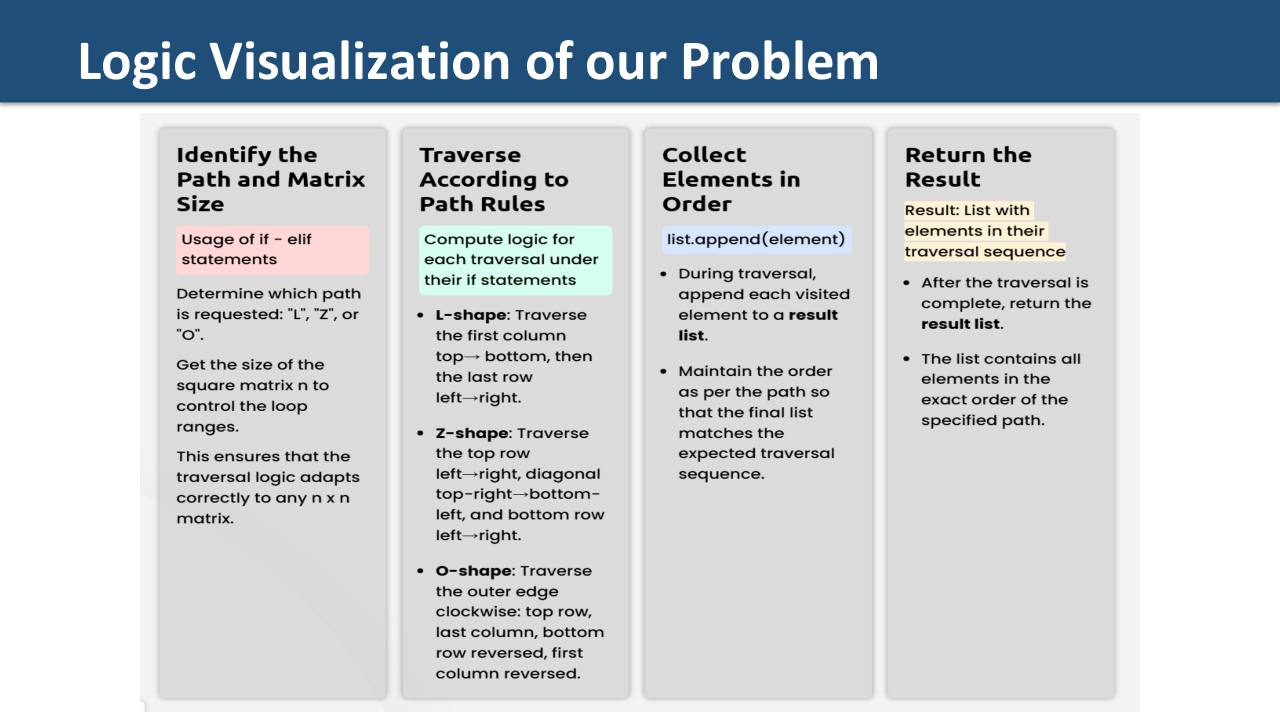 Logic Visualization of our Problem
Identify the
Path and Matrix
Size
Usage of if - elif
statements
Determine which path
is requested: "L", "Z", or
"O".
Get the size of the
square matrix n to
control the loop
ranges.
This ensures that the
traversal logic adapts
correctly to any n x n
matrix.
Traverse
According to
Path Rules
Compute logic for
each traversal under
their if statements
• L-shape: Traverse
the first column
top→ bottom, then
the last row
left→right.
• Z-shape: Traverse
the top row
left→right, diagonal
top-right→bottom-
left, and bottom row
left→right.
• O-shape: Traverse
the outer edge
clockwise: top row,
last column, bottom
row reversed, first
column reversed.
Collect
Elements in
Order
list.append(element)
• During traversal,
append each visited
element to a result
list.
• Maintain the order
as per the path so
that the final list
matches the
expected traversal
sequence.
Return the
Result
Result: List with
elements in their
traversal sequence
• After the traversal is
complete, return the
result list.
• The list contains all
elements in the
exact order of the
specified path.